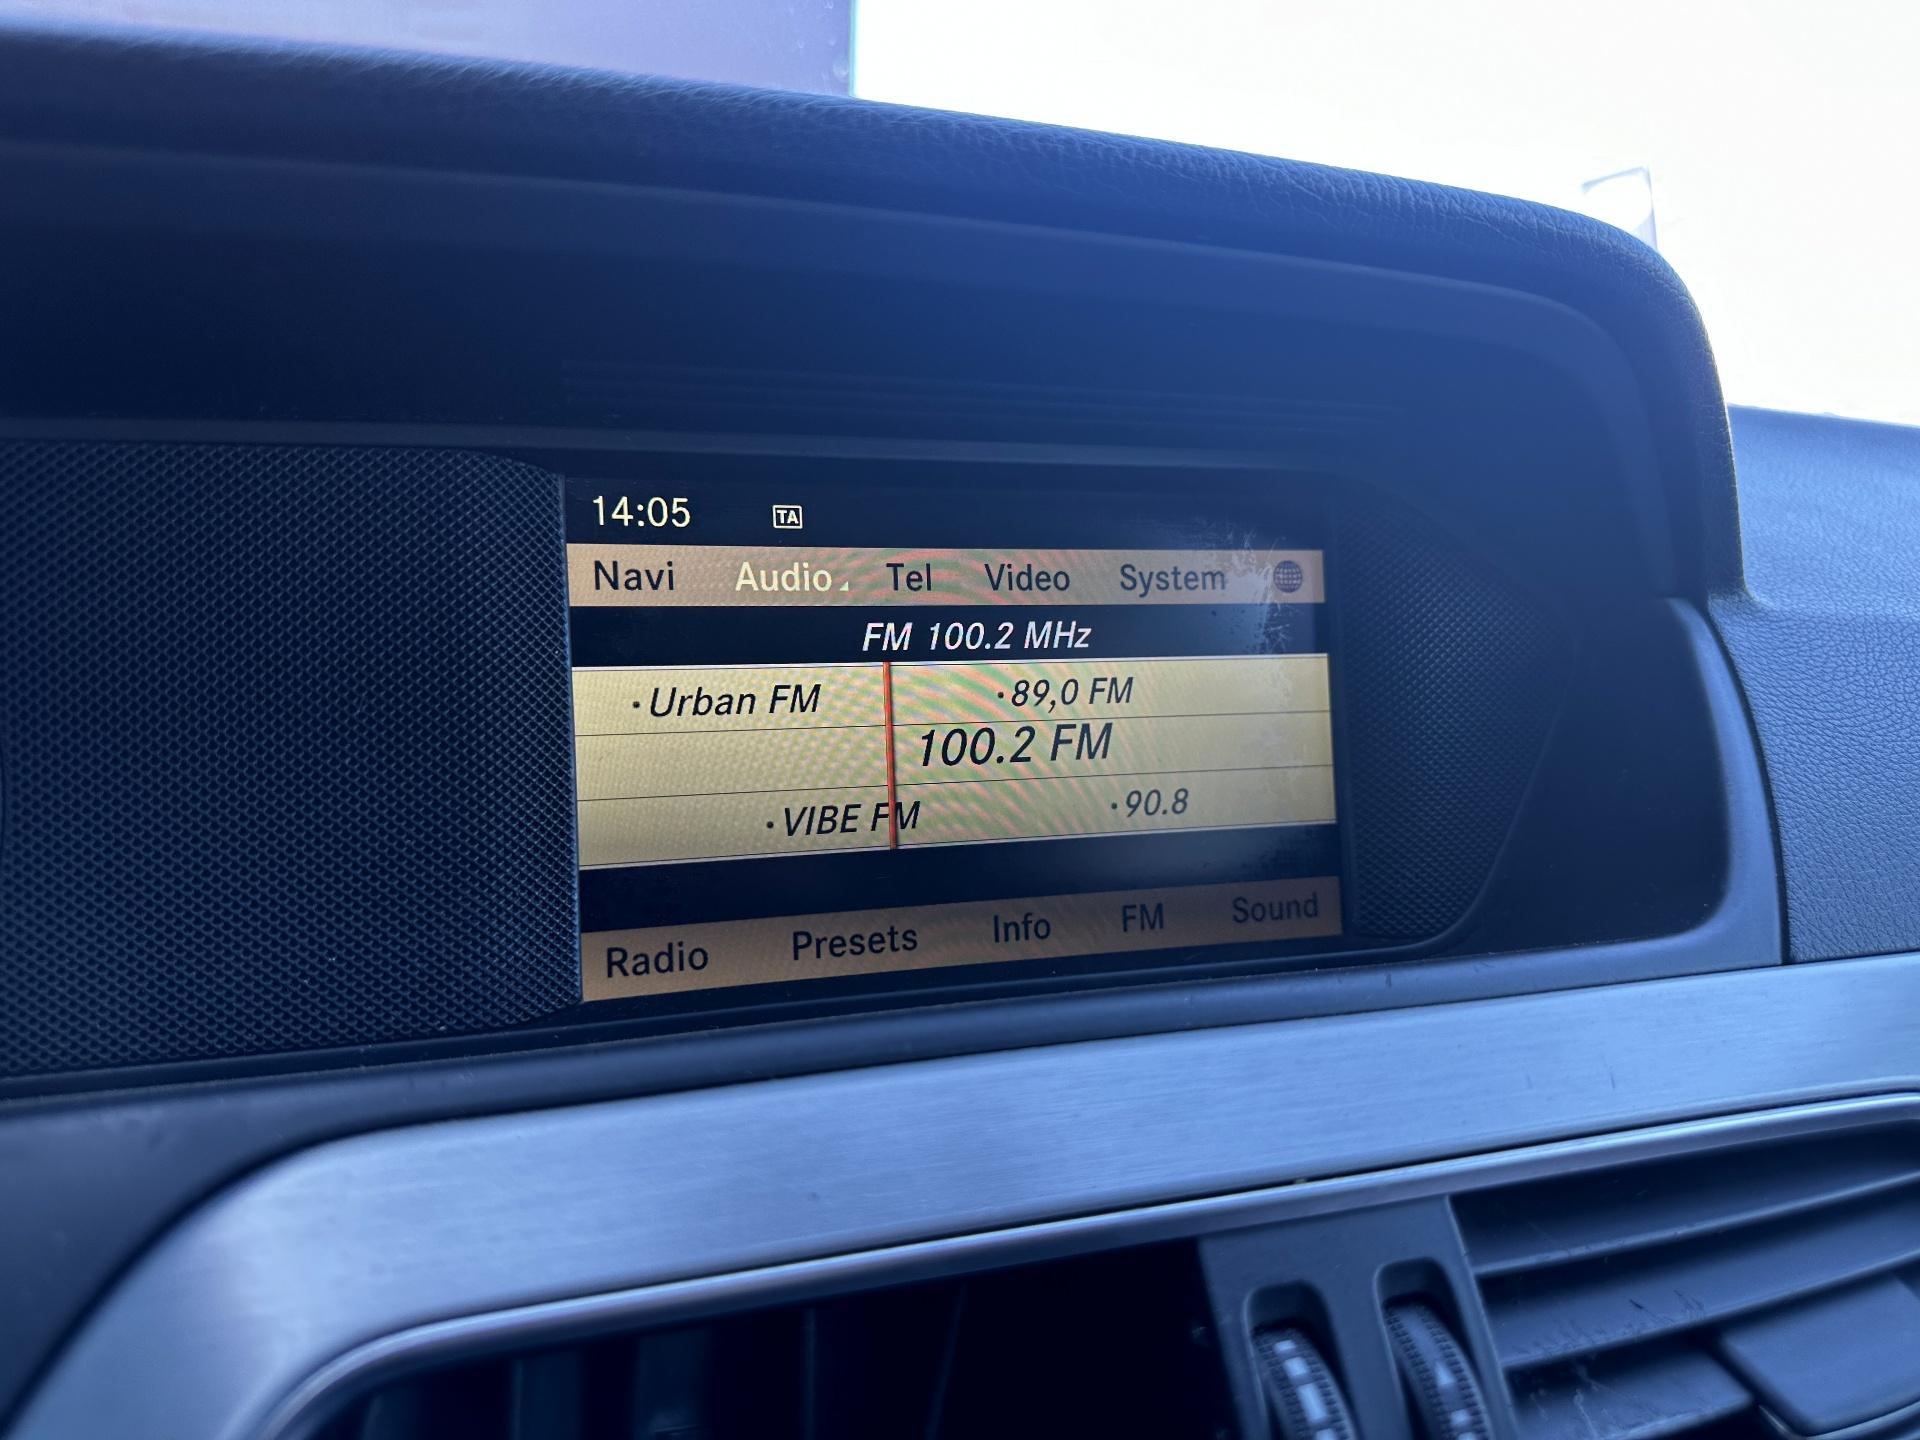 14:05 TA
Navi Audio Tel Video System
FM 100.2 MHz
·Urban FM ·89,0 FM
100.2 FM
·VIBE FM ·90.8
Radio Presets Info FM Sound